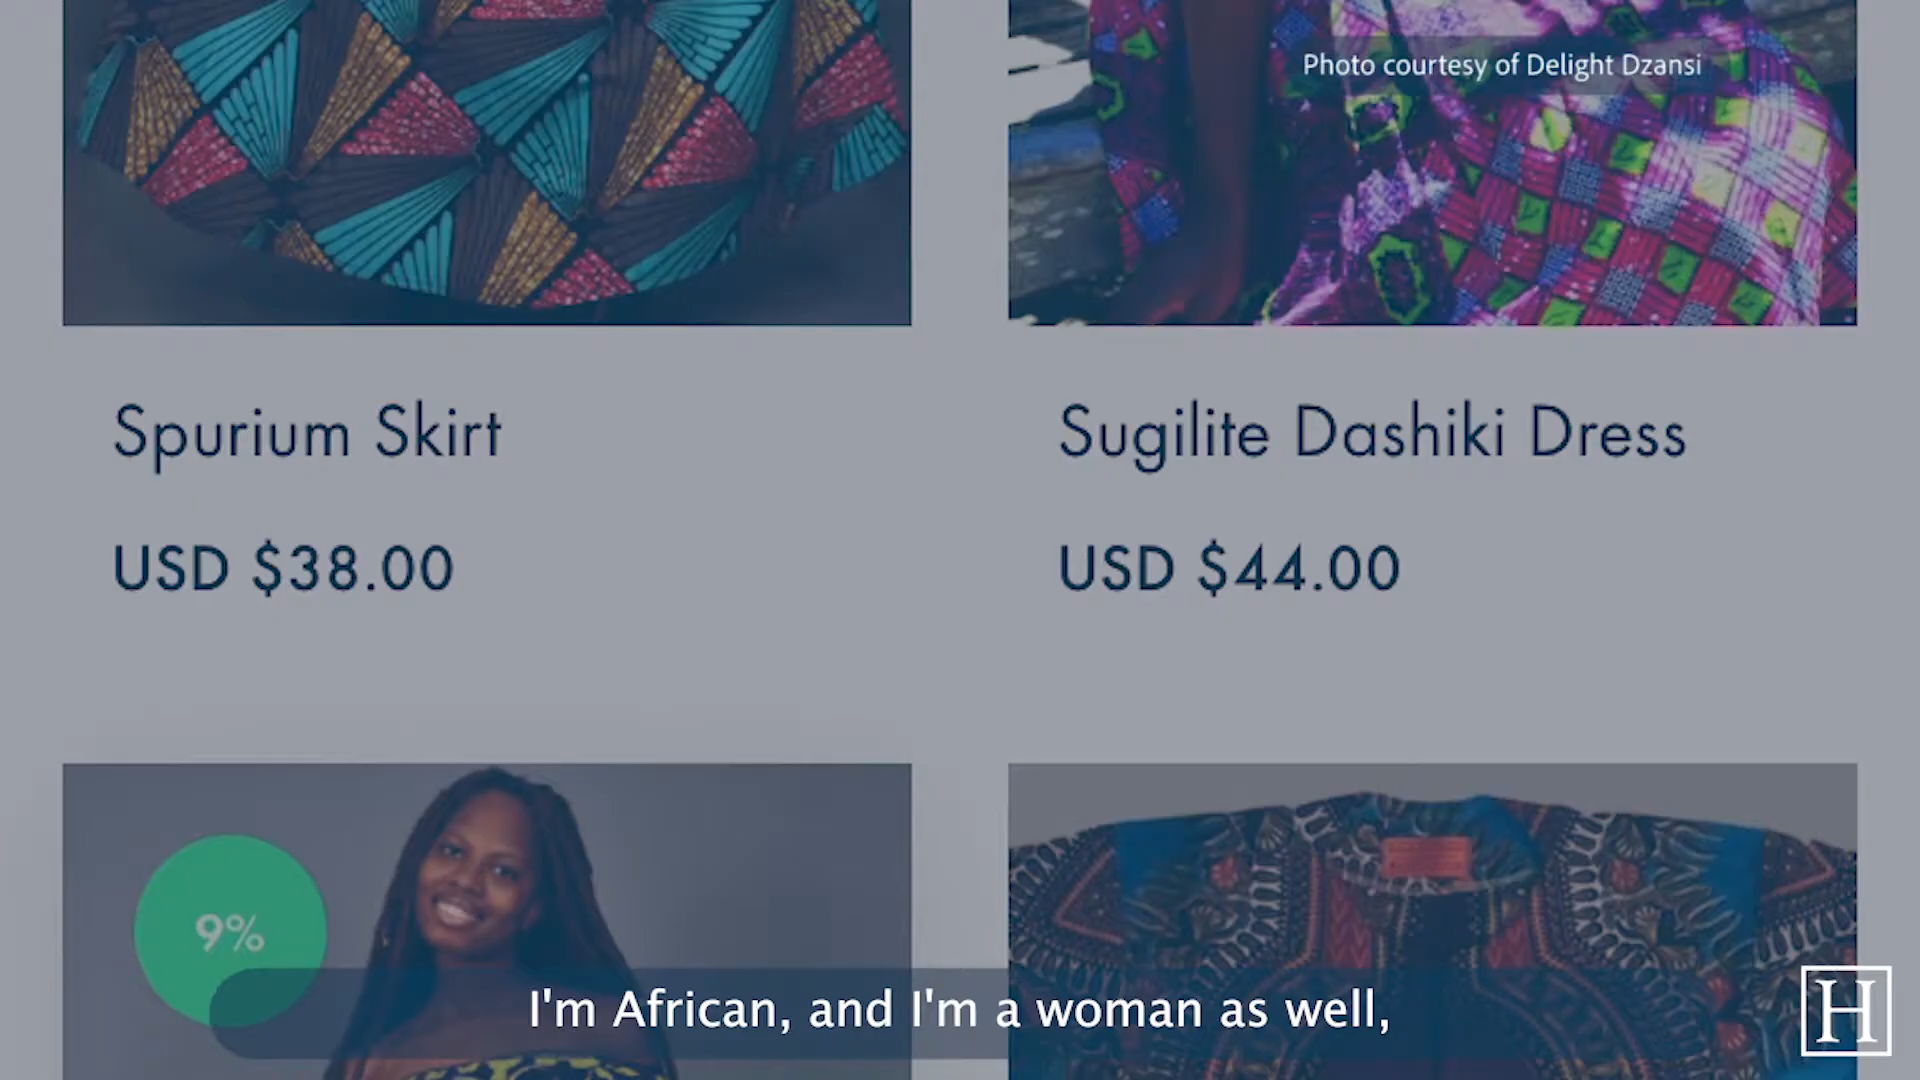 Photo courtesy of Delight Dzansi
Spurium Skirt
Sugilite Dashiki Dress
USD $38.00
USD $44.00
9%
I'm African, and I'm a woman as well,
H